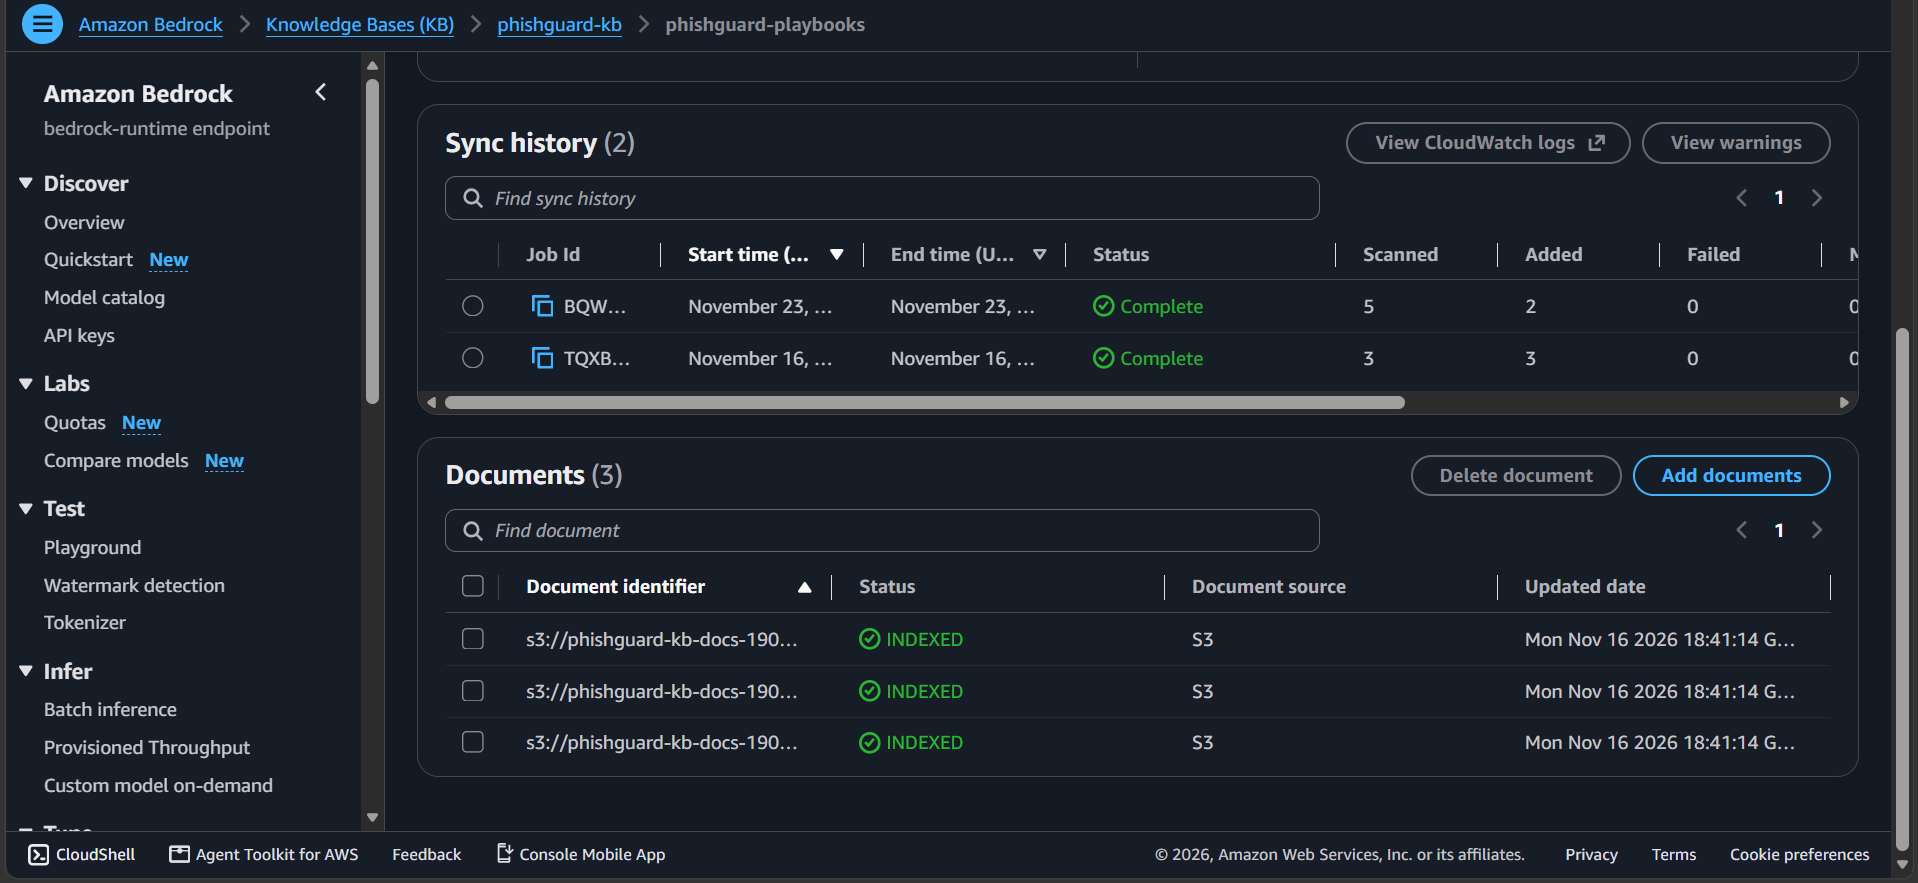 Amazon Bedrock > Knowledge Bases (KB) > phishguard-kb > phishguard-playbooks
Amazon Bedrock
bedrock-runtime endpoint
Discover
Overview
Quickstart New
Model catalog
API keys
Labs
Quotas New
Compare models New
Test
Playground
Watermark detection
Tokenizer
Infer
Batch inference
Provisioned Throughput
Custom model on-demand
Sync history (2)
View CloudWatch logs
View warnings
Find sync history
1
Job Id Start time (... End time (U... Status Scanned Added Failed
BQW... November 23, ... November 23, ... Complete 5 2 0 0
TQXB... November 16, ... November 16, ... Complete 3 3 0 0
Documents (3)
Delete document
Add documents
Find document
1
Document identifier Status Document source Updated date
s3://phishguard-kb-docs-190... INDEXED S3 Mon Nov 16 2026 18:41:14 G...
s3://phishguard-kb-docs-190... INDEXED S3 Mon Nov 16 2026 18:41:14 G...
s3://phishguard-kb-docs-190... INDEXED S3 Mon Nov 16 2026 18:41:14 G...
CloudShell Agent Toolkit for AWS Feedback Console Mobile App © 2026, Amazon Web Services, Inc. or its affiliates. Privacy Terms Cookie preferences